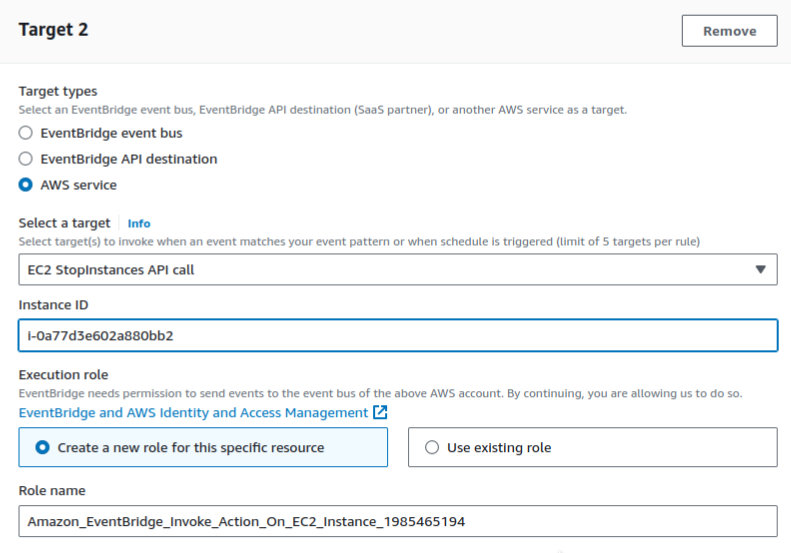 Target 2
Remove
Target types
Select an EventBridge event bus, EventBridge API destination (SaaS partner), or another AWS service as a target.
EventBridge event bus
EventBridge API destination
AWS service
Select a target
Info
Select target(s) to invoke when an event matches your event pattern or when schedule is triggered (limit of 5 targets per rule)
EC2 StopInstances API call
Instance ID
i-0a77d3e602a880bb2
Execution role
EventBridge needs permission to send events to the event bus of the above AWS account. By continuing, you are allowing us to do so.
EventBridge and AWS Identity and Access Management
Create a new role for this specific resource
Use existing role
Role name
Amazon_EventBridge_Invoke_Action_On_EC2_Instance_1985465194